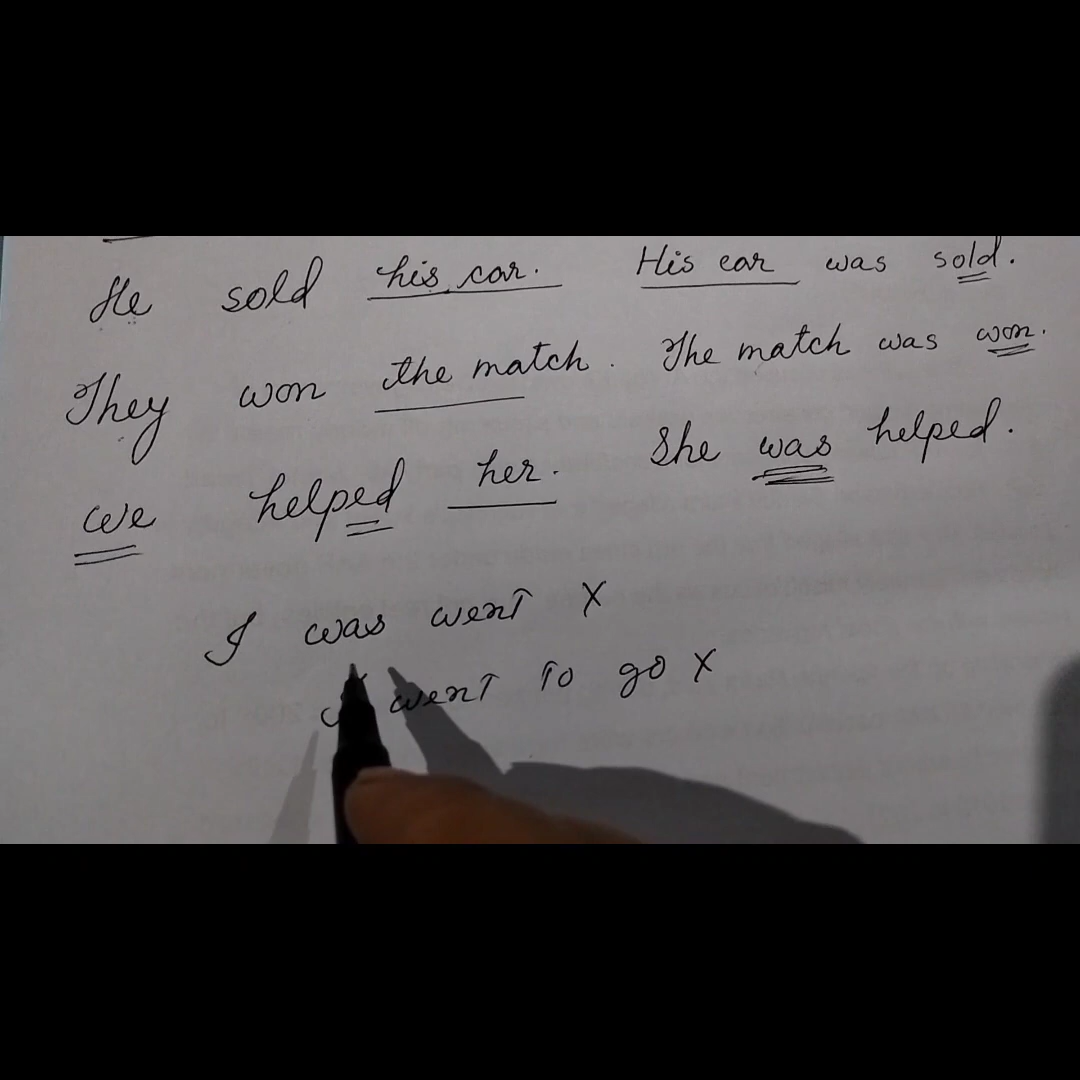 He sold his car. His car was sold.
They won the match. The match was won.
we helped her. She was helped.
I was went X
went To go X